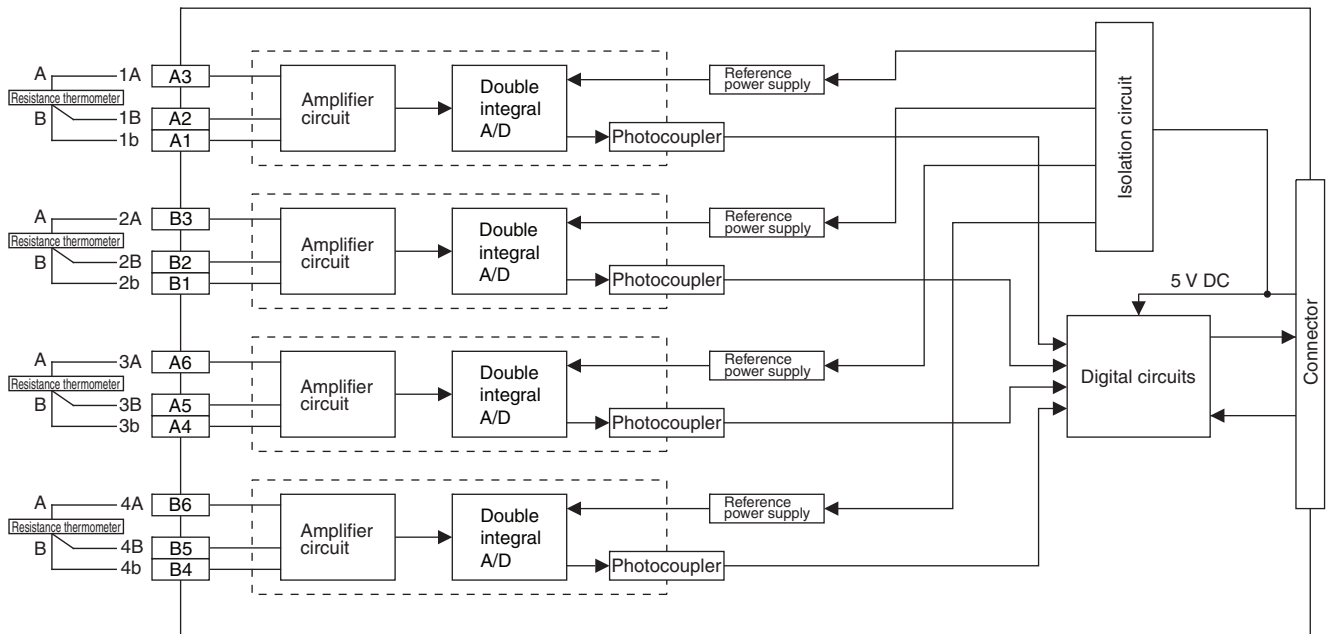 A
1A
A3
Resistance thermometer
B
1B
A2
1b
A1
Amplifier
circuit
Double
integral
A/D
Reference
power supply
Photocoupler
Isolation circuit
A
2A
B3
Resistance thermometer
B
2B
B2
2b
B1
Amplifier
circuit
Double
integral
A/D
Reference
power supply
Photocoupler
5 V DC
A
3A
A6
Resistance thermometer
B
3B
A5
3b
A4
Amplifier
circuit
Double
integral
A/D
Reference
power supply
Photocoupler
Digital circuits
Connector
A
4A
B6
Resistance thermometer
B
4B
B5
4b
B4
Amplifier
circuit
Double
integral
A/D
Reference
power supply
Photocoupler